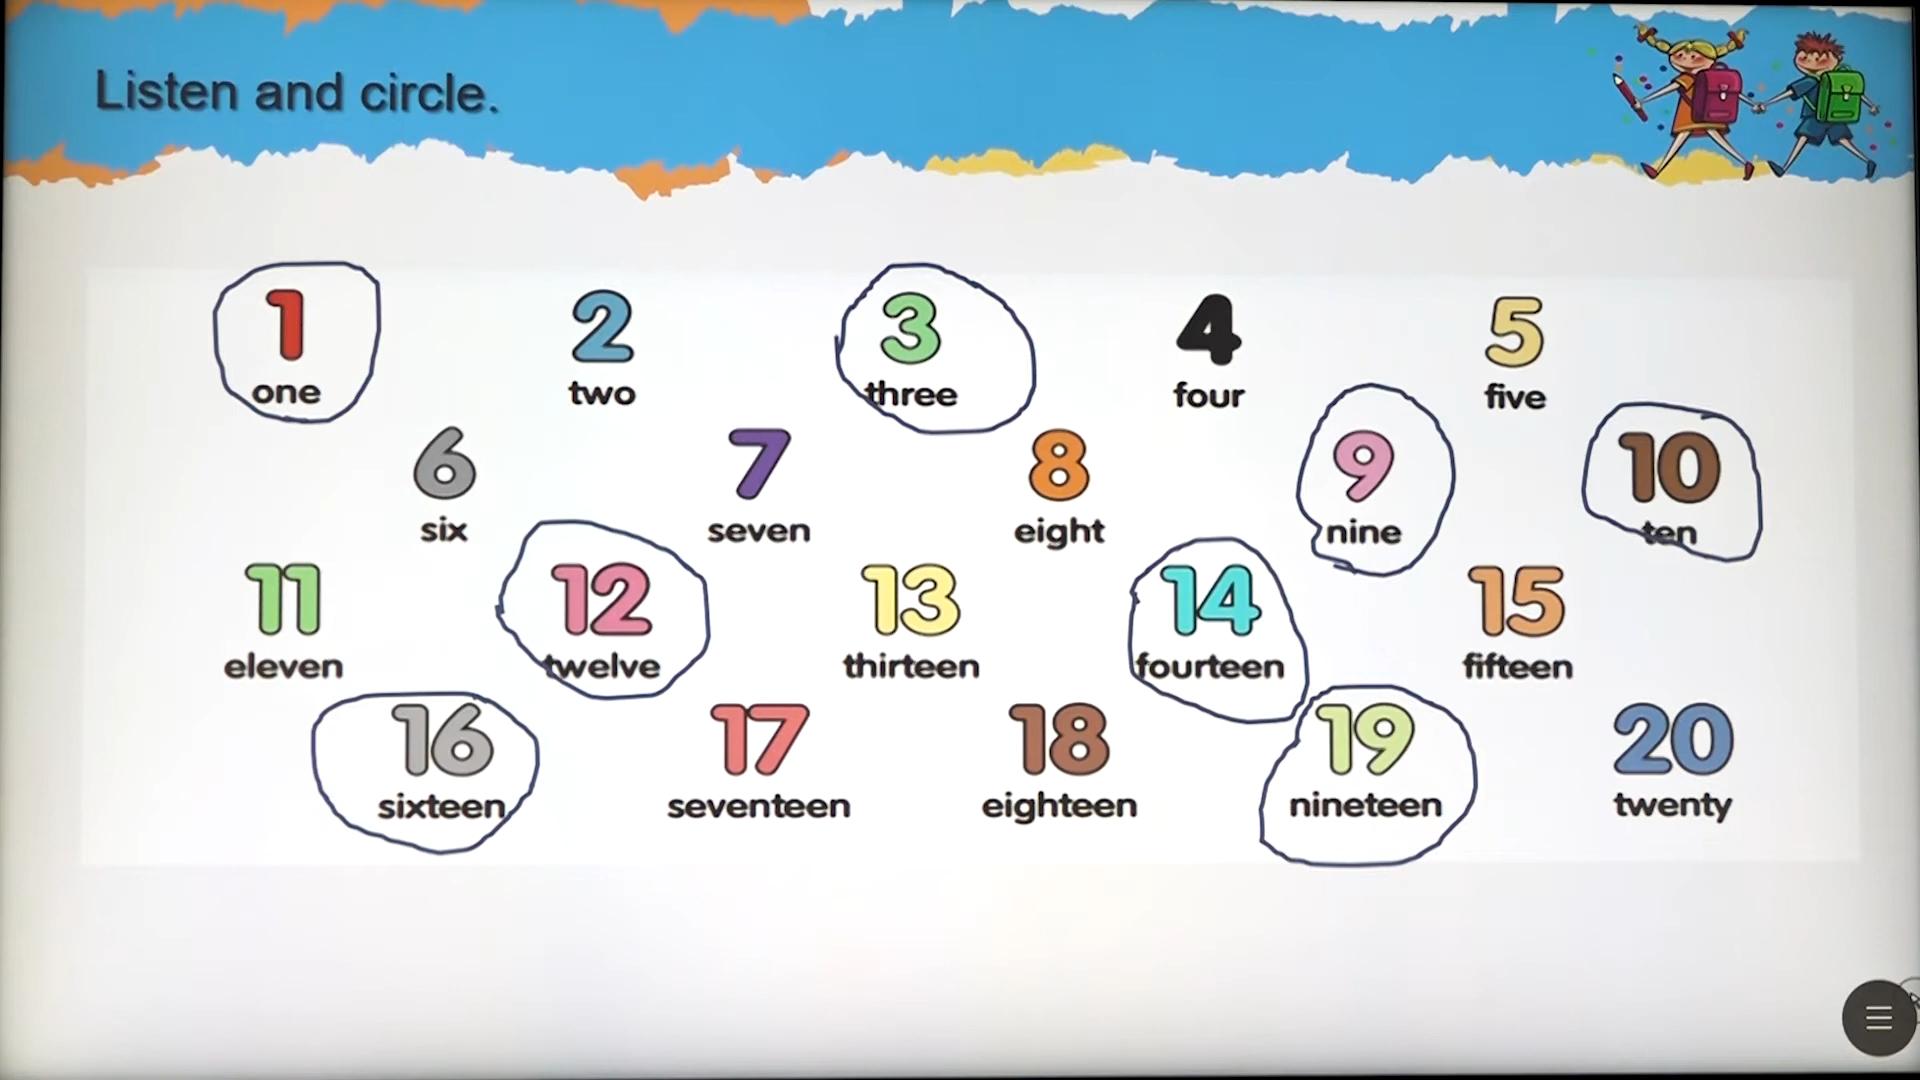 Listen and circle.
1 2 3 4 5
one two three four five
6 7 8 9 10
six seven eight nine ten
11 12 13 14 15
eleven twelve thirteen fourteen fifteen
16 17 18 19 20
sixteen seventeen eighteen nineteen twenty